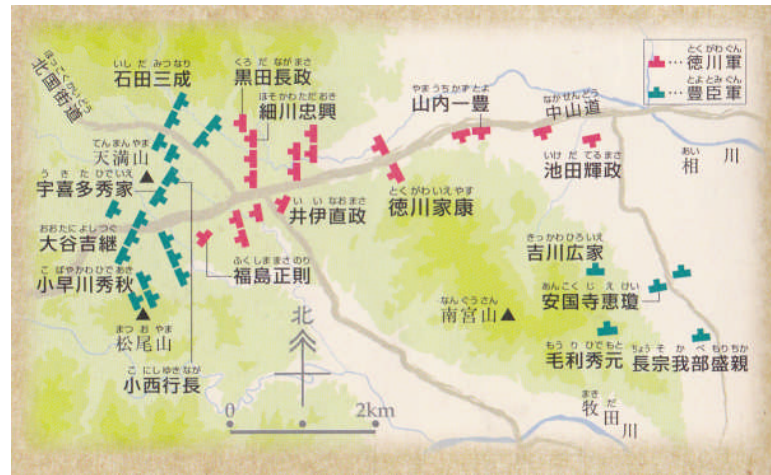 ほっこくかいどう
北国街道
いしだみつなり
石田三成
くろだながまさ
黒田長政
ほそかわただおき
細川忠興
やまうちかずとよ
山内一豊
なかせんどう
中山道
とくがわぐん
…徳川軍
とよとみぐん
…豊臣軍
てんまんやま
天満山
うきたひでいえ
宇喜多秀家
いいなおまさ
井伊直政
とくがわいえやす
徳川家康
いけだてるまさ
池田輝政
あい
相川
おおたによしつぐ
大谷吉継
こばやかわひであき
小早川秀秋
ふくしままさのり
福島正則
きっかわひろいえ
吉川広家
あんこくじえけい
安国寺恵瓊
なんぐうさん
南宮山
まつおやま
松尾山
北
もうりひでもと
毛利秀元
ちょうそかべもりちか
長宗我部盛親
こにしゆきなが
小西行長
0 2km
まきだ
牧田川